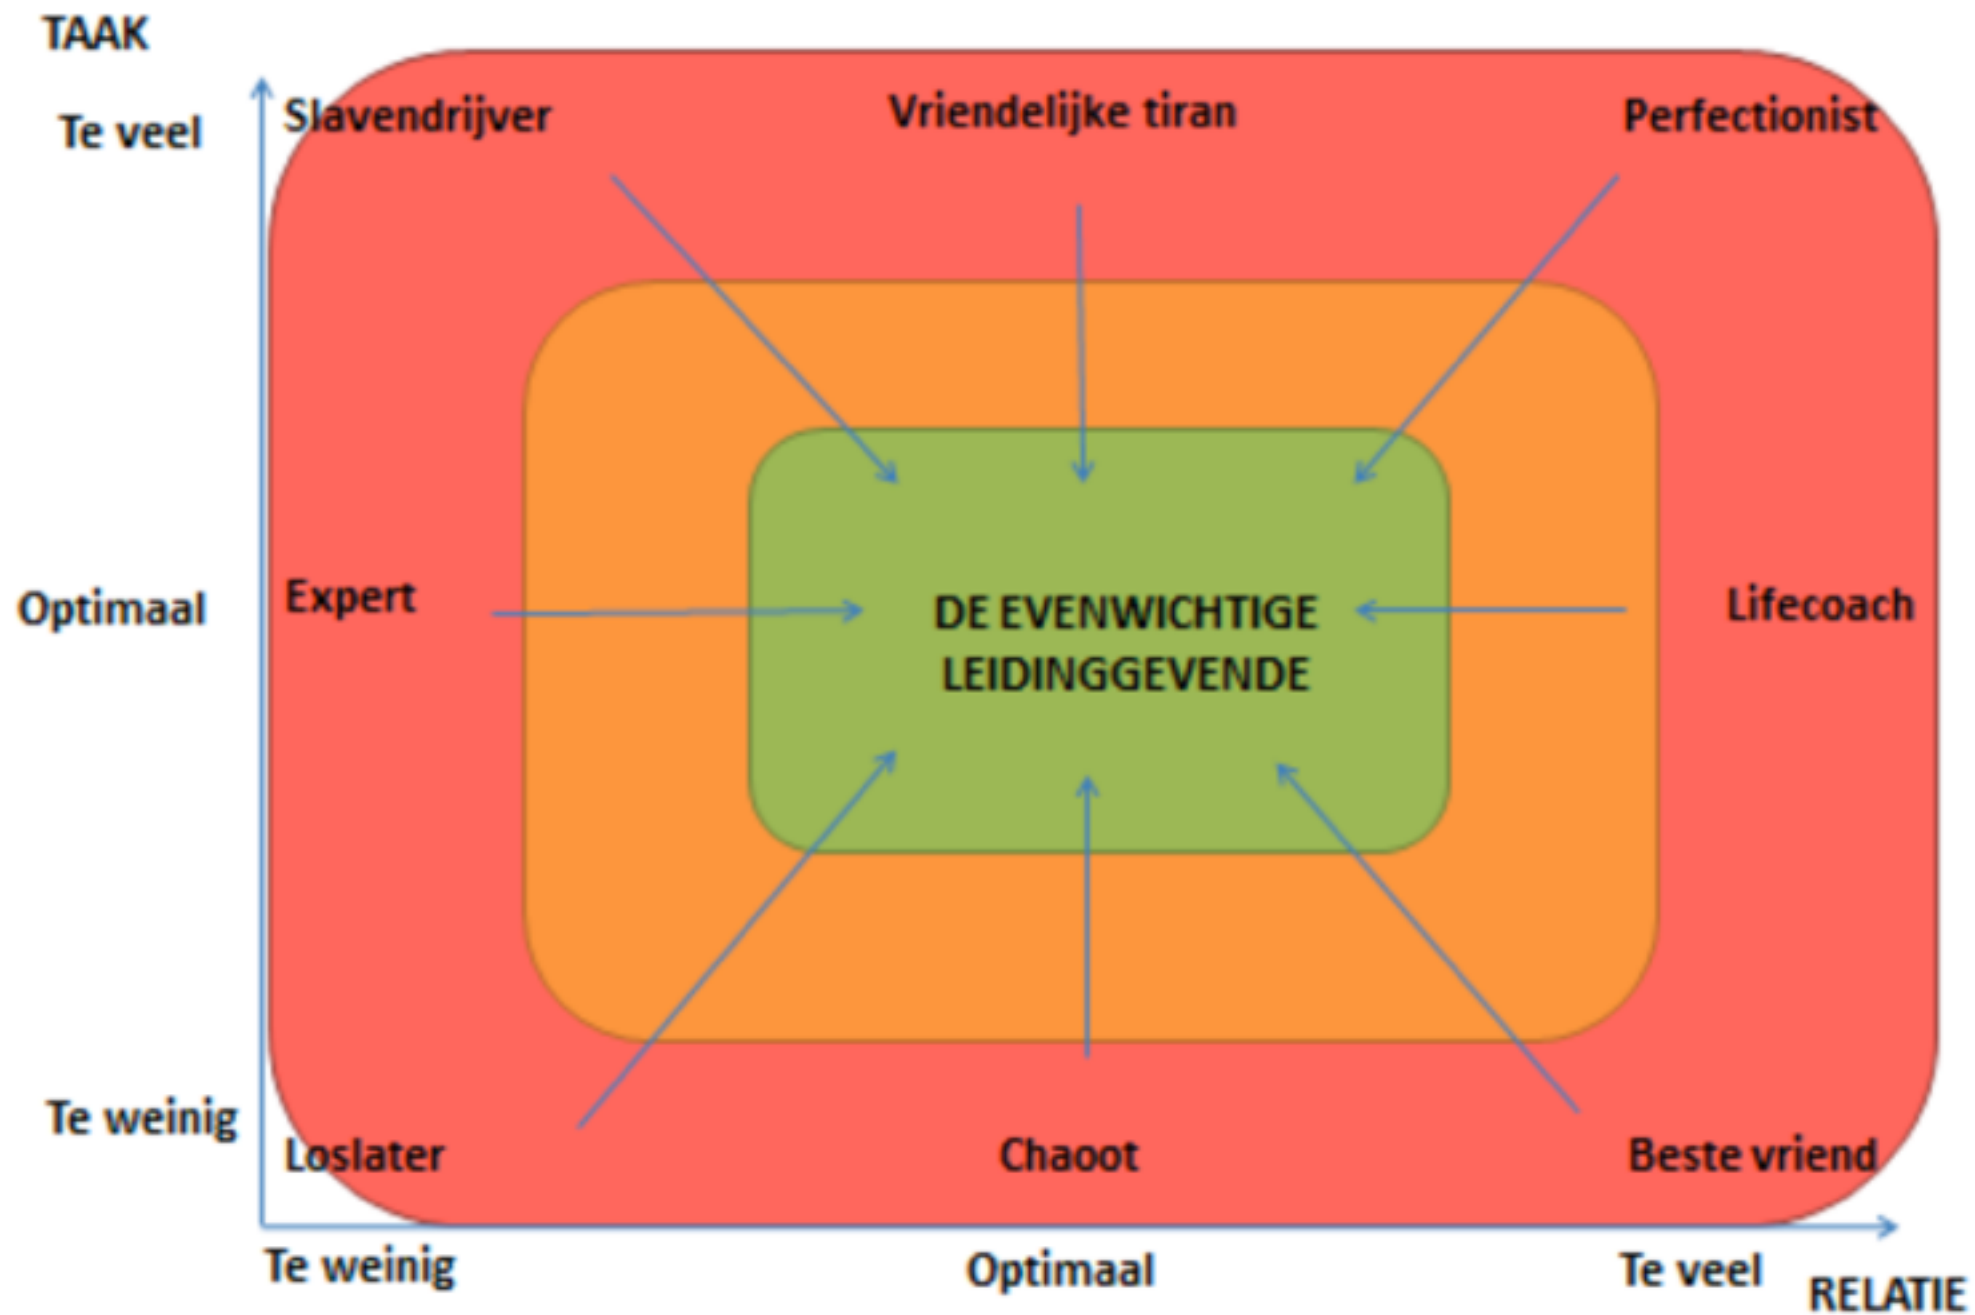 TAAK
Te veel
Slavendrijver
Vriendelijke tiran
Perfectionist
Optimaal
Expert
DE EVENWICHTIGE
LEIDINGGEVENDE
Lifecoach
Te weinig
Loslater
Chaoot
Beste vriend
Te weinig
Optimaal
Te veel
RELATIE